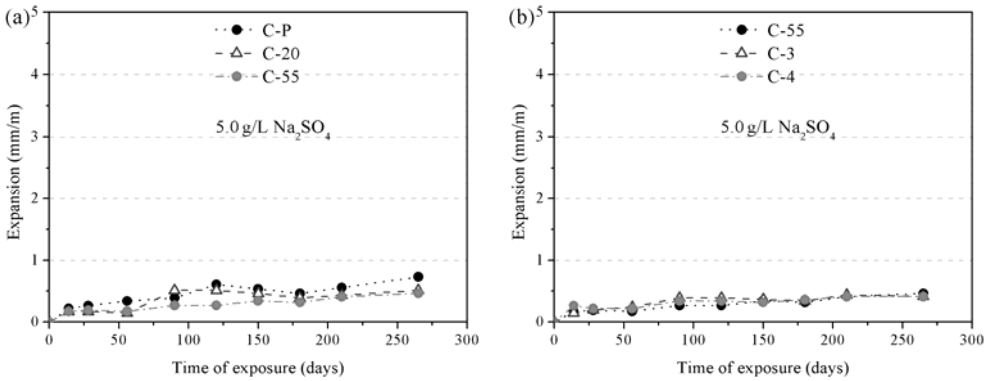 (a)
C-P
C-20
C-55
5.0 g/L Na₂SO₄
Expansion (mm/m)
5
4
3
2
1
0
0 50 100 150 200 250 300
Time of exposure (days)
(b)
C-55
C-3
C-4
5.0 g/L Na₂SO₄
Expansion (mm/m)
5
4
3
2
1
0
0 50 100 150 200 250 300
Time of exposure (days)